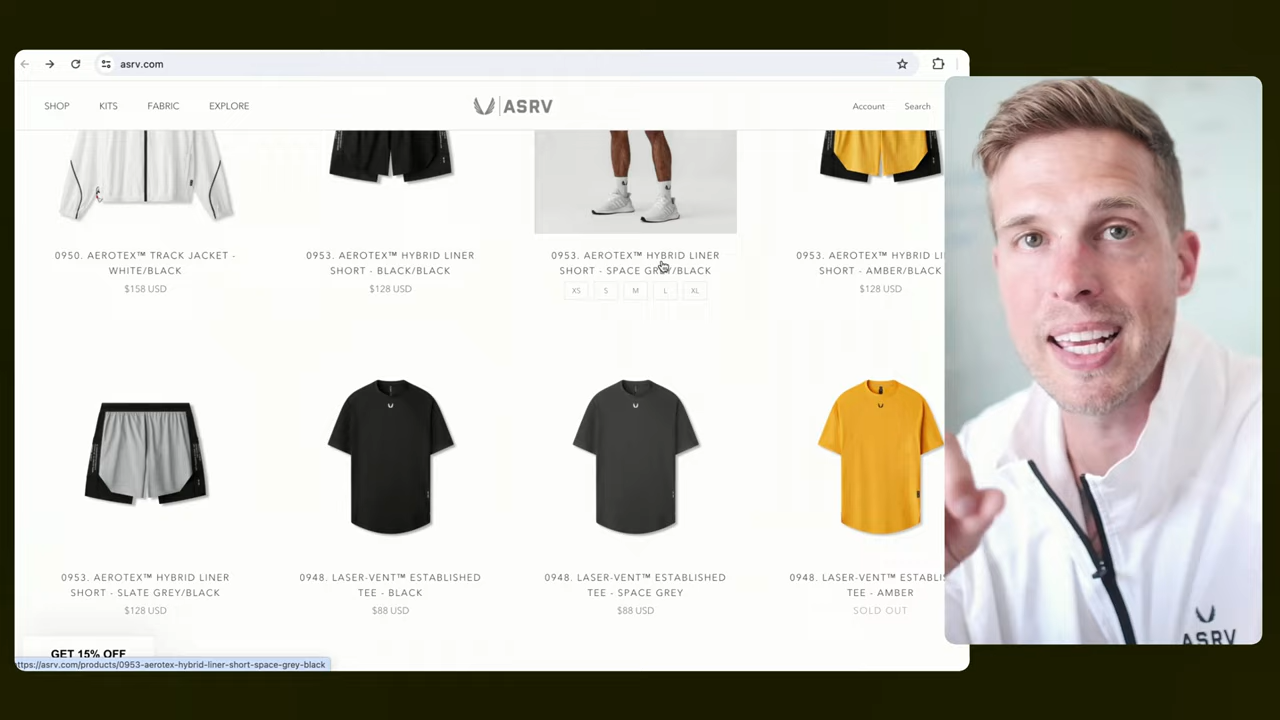 asrv.com
SHOP KITS FABRIC EXPLORE
ASRV
Account Search
0950. AEROTEX™ TRACK JACKET -
WHITE/BLACK
$158 USD
0953. AEROTEX™ HYBRID LINER
SHORT - BLACK/BLACK
$128 USD
0953. AEROTEX™ HYBRID LINER
SHORT - SPACE GREY/BLACK
XS S M L XL
0953. AEROTEX™ HYBRID LI
SHORT - AMBER/BLACK
$128 USD
0953. AEROTEX™ HYBRID LINER
SHORT - SLATE GREY/BLACK
$128 USD
0948. LASER-VENT™ ESTABLISHED
TEE - BLACK
$88 USD
0948. LASER-VENT™ ESTABLISHED
TEE - SPACE GREY
$88 USD
0948. LASER-VENT™ ESTABLI
TEE - AMBER
SOLD OUT
GET 15% OFF
ttps://asrv.com/products/0953-aerotex-hybrid-liner-short-space-grey-black
ASRV